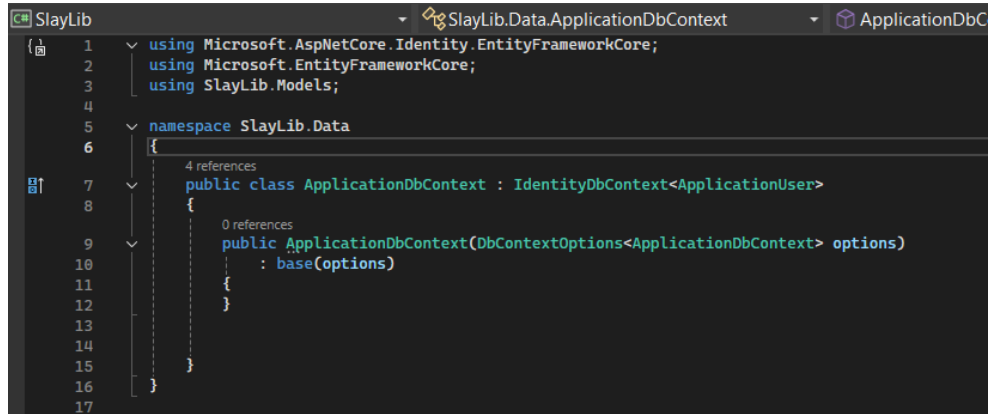 C# SlayLib SlayLib.Data.ApplicationDbContext ApplicationDbC
1 using Microsoft.AspNetCore.Identity.EntityFrameworkCore;
2 using Microsoft.EntityFrameworkCore;
3 using SlayLib.Models;
4
5 namespace SlayLib.Data
6 {
4 references
7 public class ApplicationDbContext : IdentityDbContext<ApplicationUser>
8 {
0 references
9 public ApplicationDbContext(DbContextOptions<ApplicationDbContext> options)
10 : base(options)
11 {
12 }
13
14
15 }
16 }
17